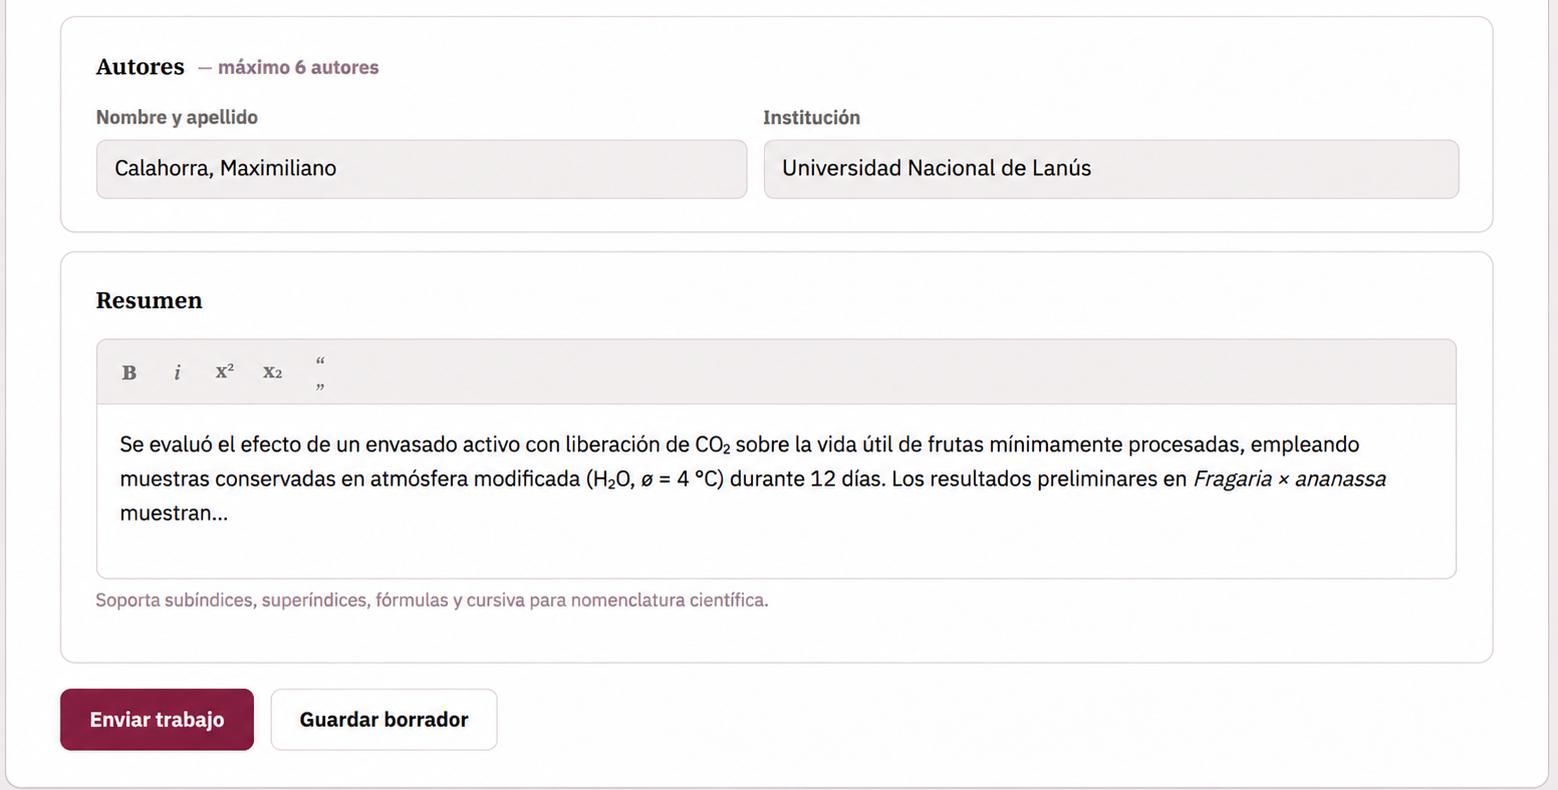 Autores — máximo 6 autores
Nombre y apellido
Institución
Calahorra, Maximiliano
Universidad Nacional de Lanús
Resumen
B i x² x₂ “ ”
Se evaluó el efecto de un envasado activo con liberación de CO₂ sobre la vida útil de frutas mínimamente procesadas, empleando
muestras conservadas en atmósfera modificada (H₂O, ø = 4 °C) durante 12 días. Los resultados preliminares en Fragaria × ananassa
muestran...
Soporta subíndices, superíndices, fórmulas y cursiva para nomenclatura científica.
Enviar trabajo
Guardar borrador